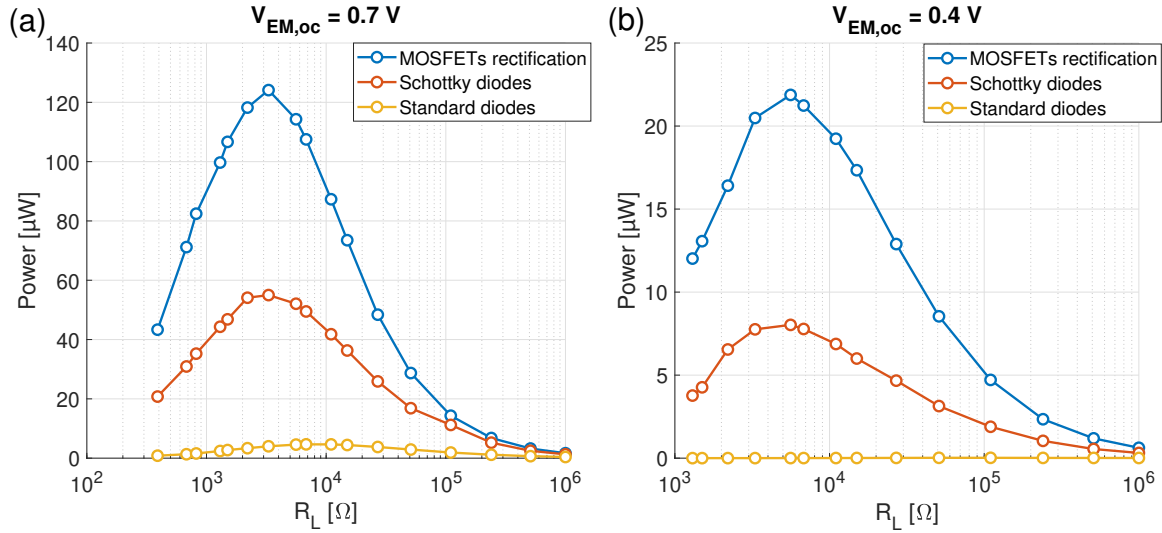 (a)
V_EM,oc = 0.7 V
140
120
100
80
60
40
20
0
Power [µW]
MOSFETs rectification
Schottky diodes
Standard diodes
10^2
10^3
10^4
10^5
10^6
R_L [Ω]
(b)
V_EM,oc = 0.4 V
25
20
15
10
5
0
Power [µW]
MOSFETs rectification
Schottky diodes
Standard diodes
10^3
10^4
10^5
10^6
R_L [Ω]